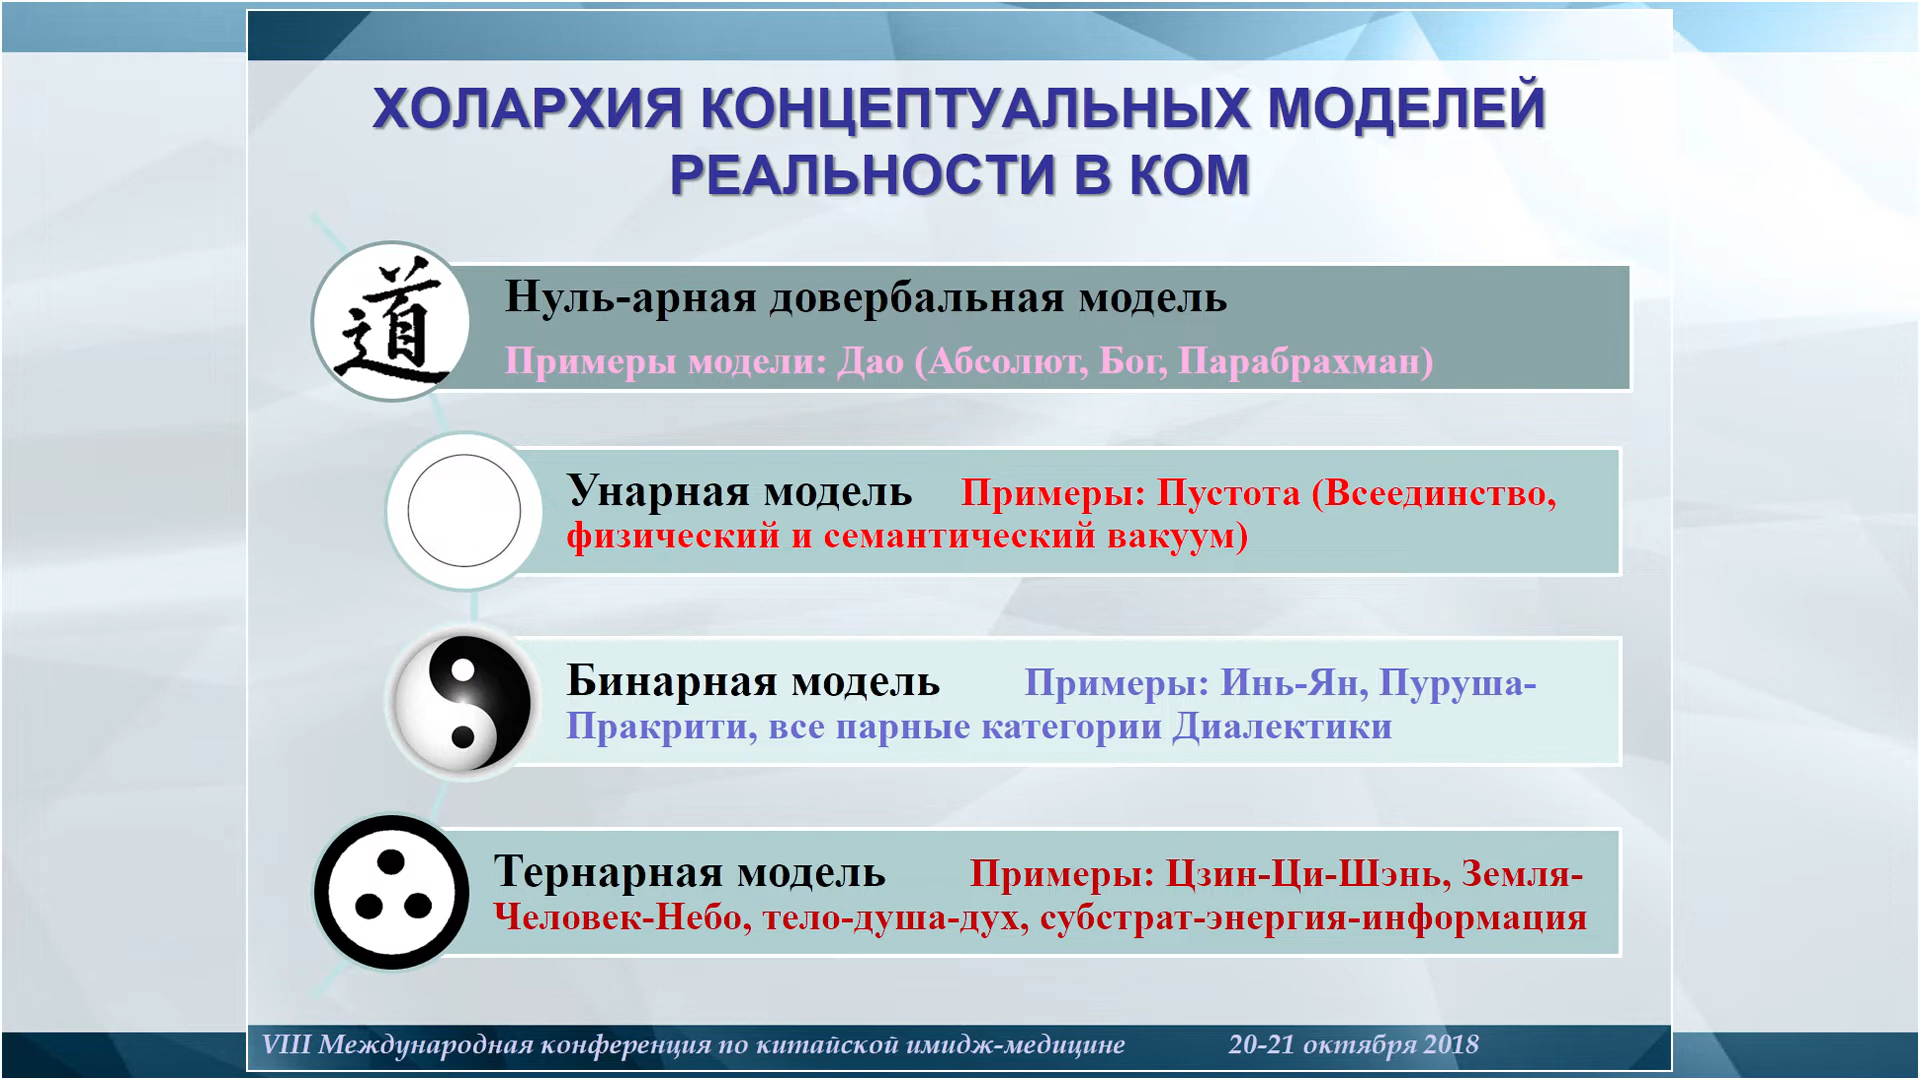 ХОЛАРХИЯ КОНЦЕПТУАЛЬНЫХ МОДЕЛЕЙ
РЕАЛЬНОСТИ В КОМ
道
Нуль-арная довербальная модель
Примеры модели: Дао (Абсолют, Бог, Парабрахман)
Унарная модель Примеры: Пустота (Всеединство,
физический и семантический вакуум)
Бинарная модель Примеры: Инь-Ян, Пуруша-
Пракрити, все парные категории Диалектики
Тернарная модель Примеры: Цзин-Ци-Шэнь, Земля-
Человек-Небо, тело-душа-дух, субстрат-энергия-информация
VIII Международная конференция по китайской имидж-медицине 20-21 октября 2018